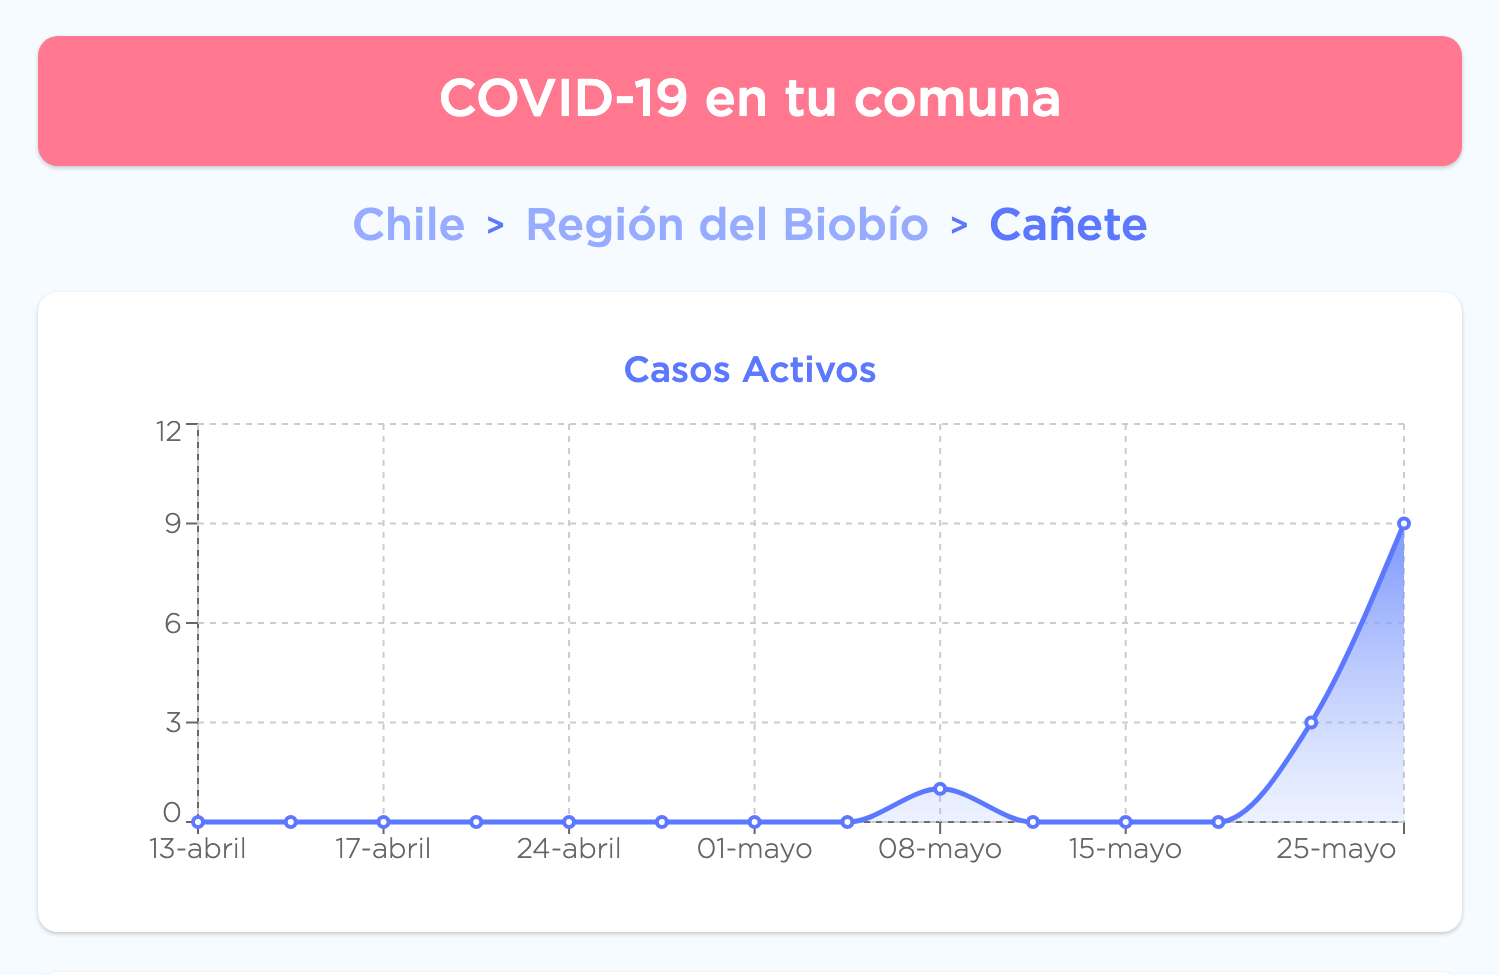 COVID-19 en tu comuna
Chile > Región del Biobío > Cañete
Casos Activos
12
9
6
3
0
13-abril 17-abril 24-abril 01-mayo 08-mayo 15-mayo 25-mayo